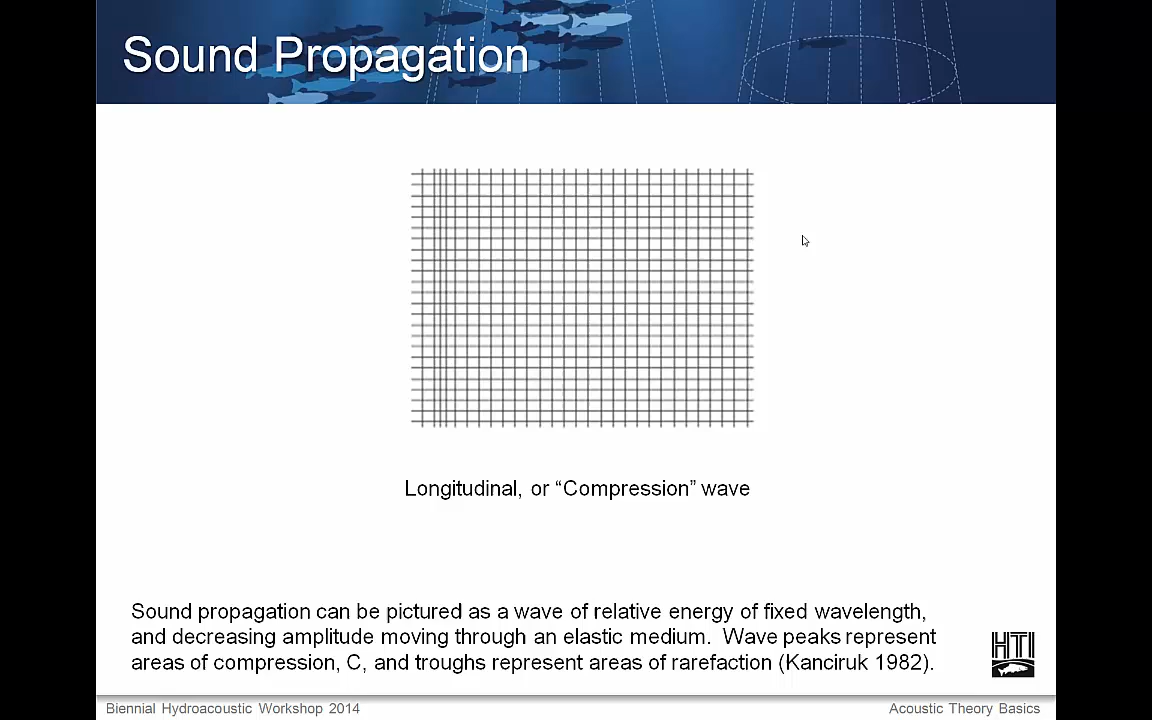 Sound Propagation
Longitudinal, or “Compression” wave
Sound propagation can be pictured as a wave of relative energy of fixed wavelength,
and decreasing amplitude moving through an elastic medium.  Wave peaks represent
areas of compression, C, and troughs represent areas of rarefaction (Kanciruk 1982).
HTI
Biennial Hydroacoustic Workshop 2014
Acoustic Theory Basics